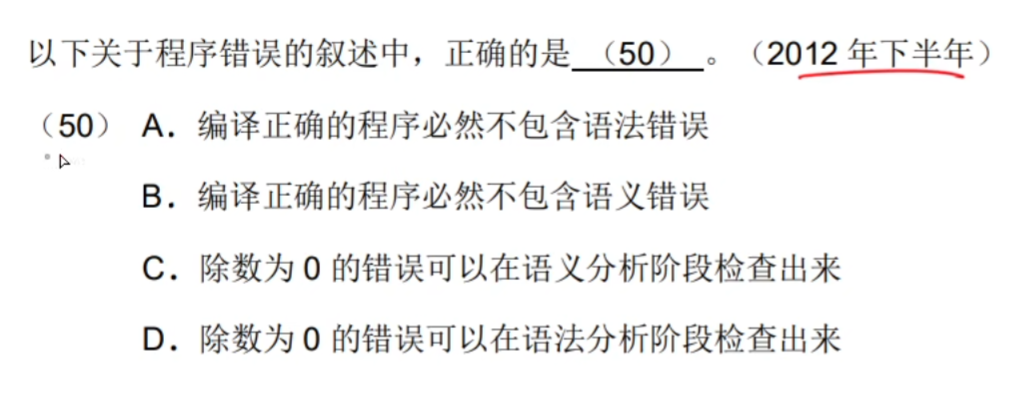 以下关于程序错误的叙述中，正确的是 （50） 。（2012 年下半年）
（50） A．编译正确的程序必然不包含语法错误
B．编译正确的程序必然不包含语义错误
C．除数为 0 的错误可以在语义分析阶段检查出来
D．除数为 0 的错误可以在语法分析阶段检查出来